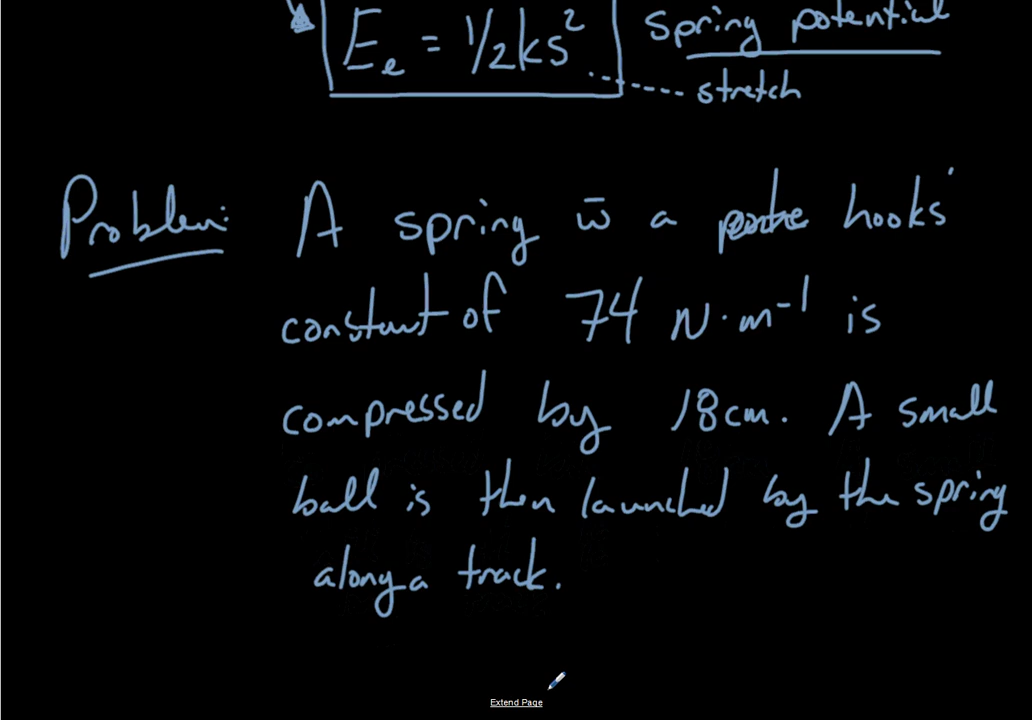 E_e = 1/2ks² spring potential
stretch
Problem: A spring w̄ a hooks'
constant of 74 N·m⁻¹ is
compressed by 18cm. A small
ball is then launched by the spring
along a track.
Extend Page